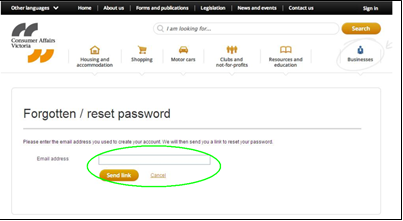 Other languages Home About us Forms and publications Legislation News and events Contact us Sign in
Consumer Affairs
Victoria
I am looking for... Search
Housing and
accommodation
Shopping
Motor cars
Clubs and
not-for-profits
Resources and
education
Businesses
Forgotten / reset password
Please enter the email address you used to create your account. We will then send you a link to reset your password.
Email address
Send link Cancel